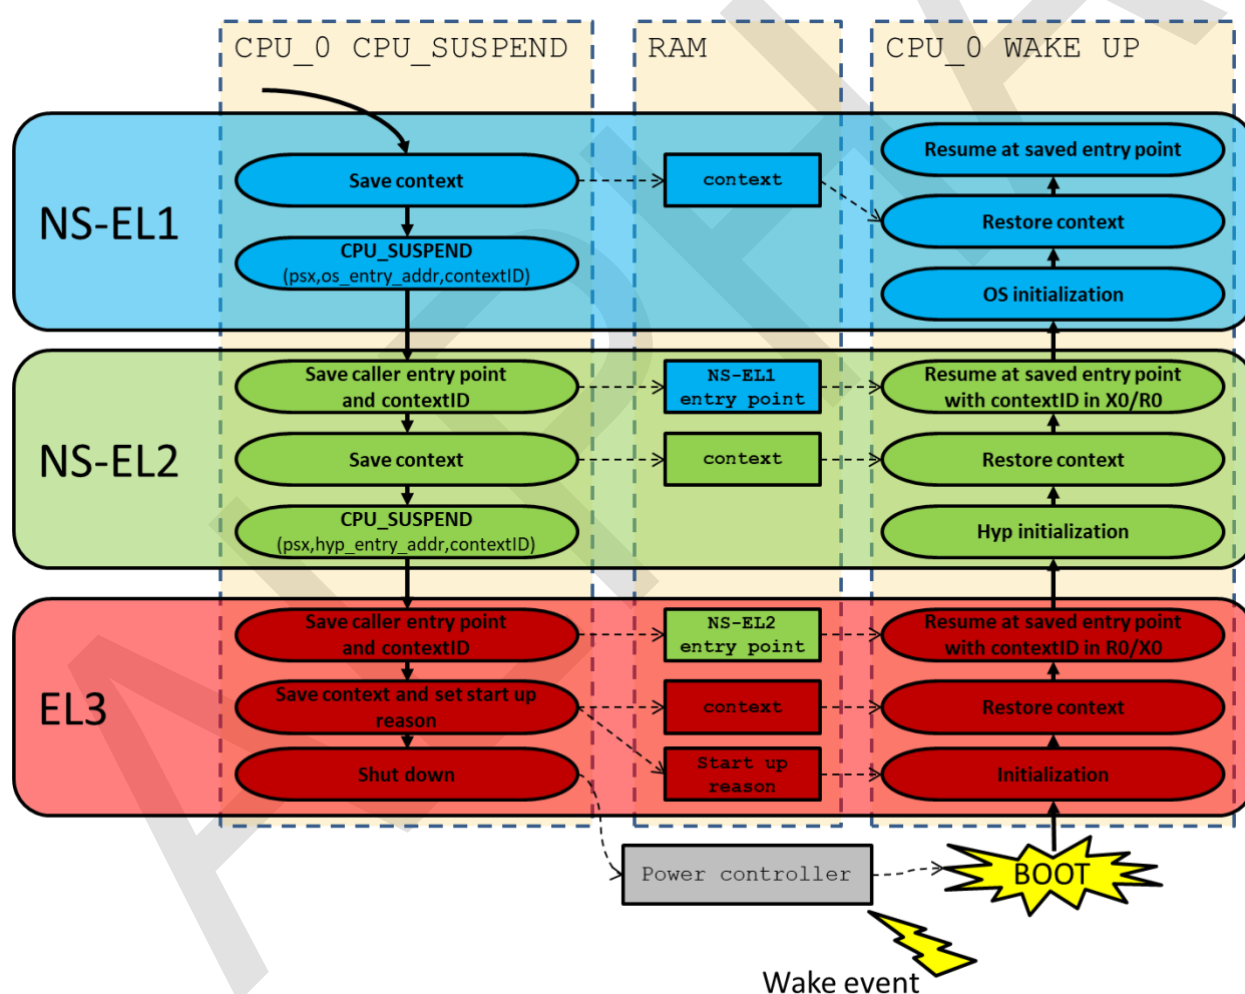 CPU_0 CPU_SUSPEND
RAM
CPU_0 WAKE UP
NS-EL1
Save context
CPU_SUSPEND
(psx,os_entry_addr,contextID)
context
Resume at saved entry point
Restore context
OS initialization
NS-EL2
Save caller entry point
and contextID
Save context
CPU_SUSPEND
(psx,hyp_entry_addr,contextID)
NS-EL1
entry point
context
Resume at saved entry point
with contextID in X0/R0
Restore context
Hyp initialization
EL3
Save caller entry point
and contextID
Save context and set start up
reason
Shut down
NS-EL2
entry point
context
Start up
reason
Resume at saved entry point
with contextID in R0/X0
Restore context
Initialization
Power controller
BOOT
Wake event
ALPHA